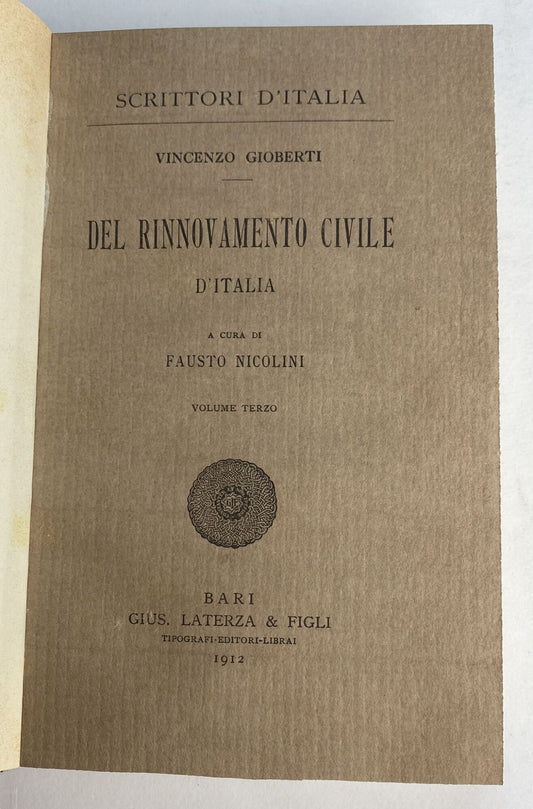 SCRITTORI D'ITALIA
VINCENZO GIOBERTI
DEL RINNOVAMENTO CIVILE
D'ITALIA
A CURA DI
FAUSTO NICOLINI
VOLUME TERZO
BARI
GIUS. LATERZA & FIGLI
TIPOGRAFI-EDITORI-LIBRAI
1912